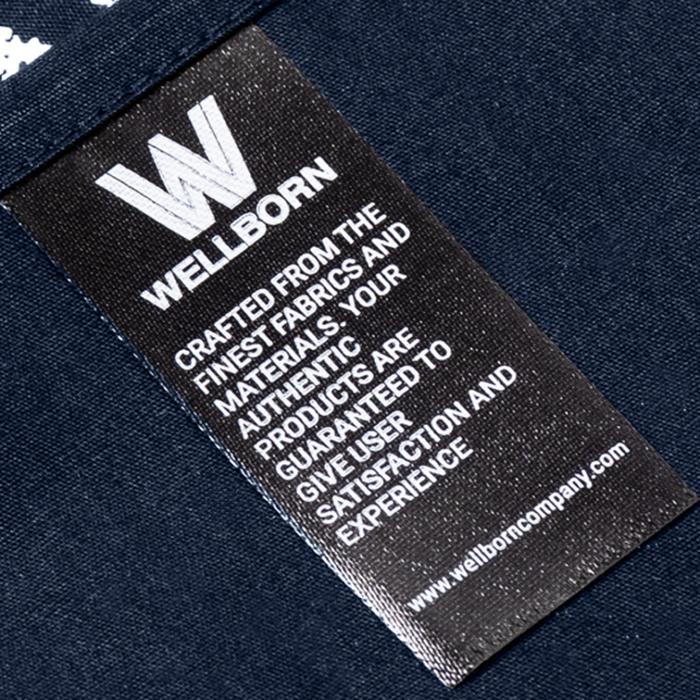 W
WELLBORN
CRAFTED FROM THE
FINEST FABRICS AND
MATERIALS. YOUR
AUTHENTIC
PRODUCTS ARE
GUARANTEED TO
GIVE USER
SATISFACTION AND
EXPERIENCE
www.wellborncompany.com